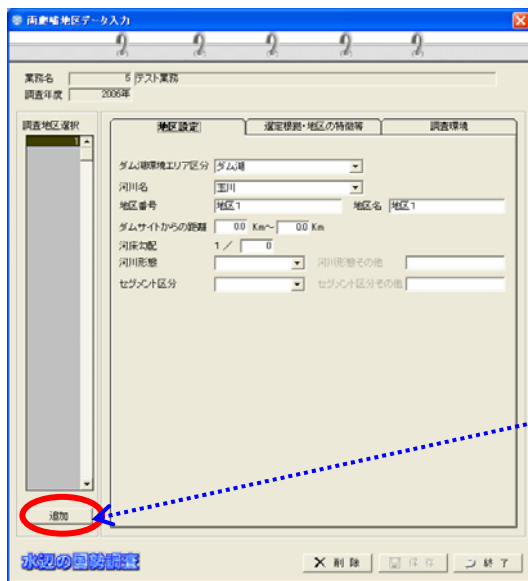 両爬哺地区データ入力
業務名 5 テスト業務
調査年度 2006年
調査地区選択
1
地区設定 選定根拠・地区の特徴等 調査環境
ダム湖環境エリア区分 ダム湖
河川名 玉川
地区番号 地区1 地区名 地区1
ダムサイトからの距離 0.0 Km～ 0.0 Km
河床勾配 1／ 0
河川形態 河川形態その他
セグメント区分 セグメント区分その他
追加
水辺の国勢調査 削除 保存 終了